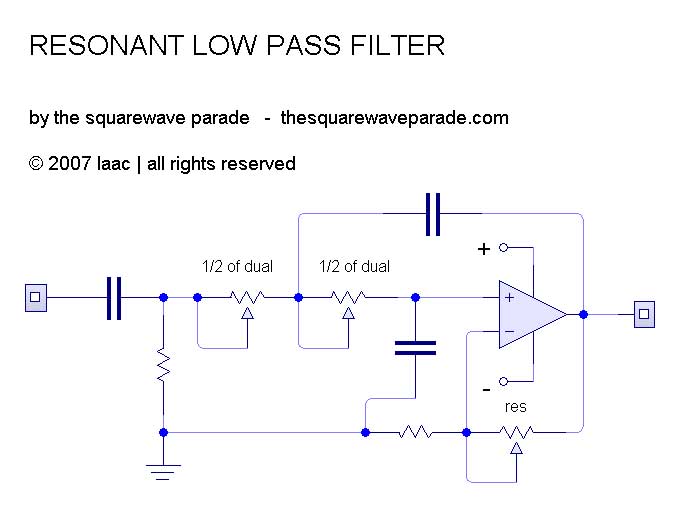 RESONANT LOW PASS FILTER
by the squarewave parade - thesquarewaveparade.com
© 2007 laac | all rights reserved
1/2 of dual 1/2 of dual
+
+
−
-
res